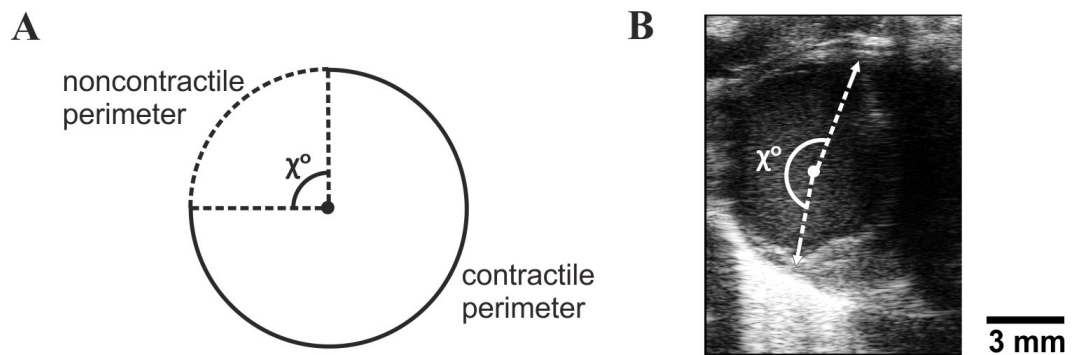 A
noncontractile
perimeter
χ°
contractile
perimeter
B
χ°
3 mm